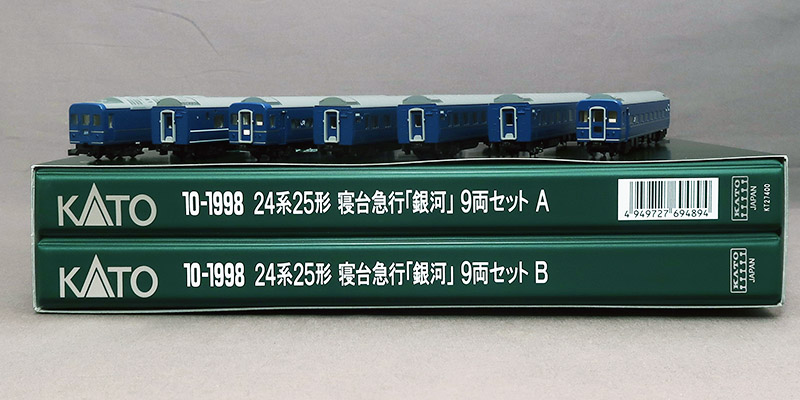 KATO 10-1998 24系25形 寝台急行「銀河」 9両セット A
4 949727 694894
KATO
JAPAN
KT27400
KATO 10-1998 24系25形 寝台急行「銀河」 9両セット B
KATO
JAPAN